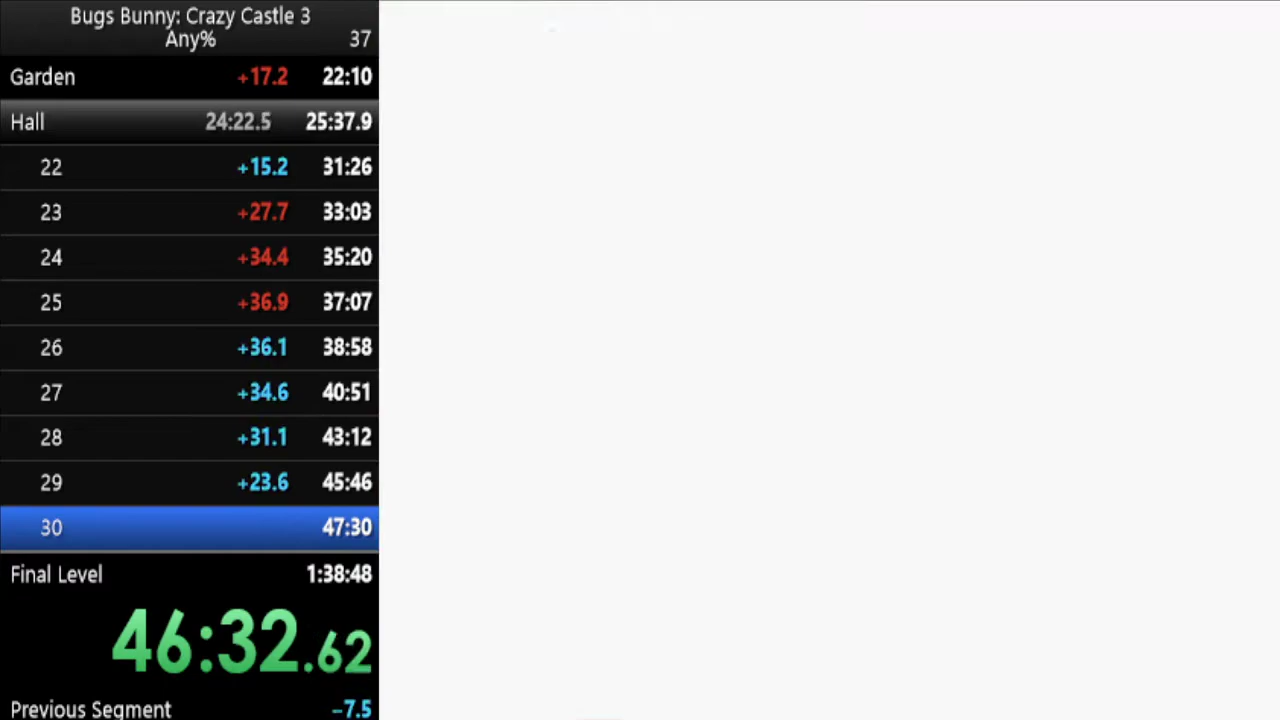 Bugs Bunny: Crazy Castle 3
Any% 37
Garden +17.2 22:10
Hall 24:22.5 25:37.9
22 +15.2 31:26
23 +27.7 33:03
24 +34.4 35:20
25 +36.9 37:07
26 +36.1 38:58
27 +34.6 40:51
28 +31.1 43:12
29 +23.6 45:46
30 47:30
Final Level 1:38:48
46:32.62
Previous Segment -7.5